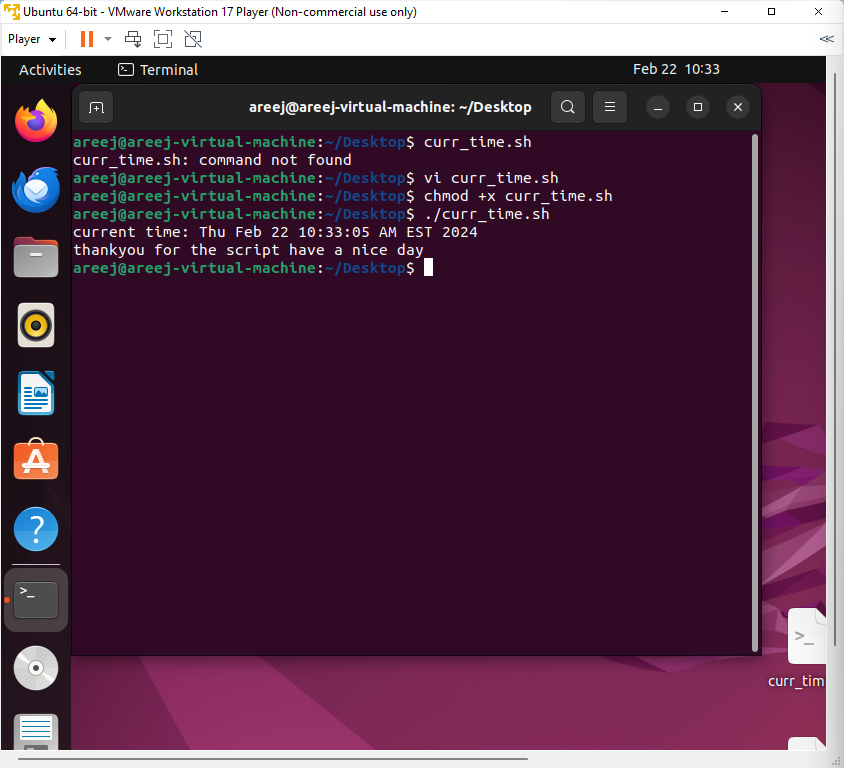 Ubuntu 64-bit - VMware Workstation 17 Player (Non-commercial use only)
Player
Activities
Terminal
Feb 22 10:33
areej@areej-virtual-machine: ~/Desktop
areej@areej-virtual-machine:~/Desktop$ curr_time.sh
curr_time.sh: command not found
areej@areej-virtual-machine:~/Desktop$ vi curr_time.sh
areej@areej-virtual-machine:~/Desktop$ chmod +x curr_time.sh
areej@areej-virtual-machine:~/Desktop$ ./curr_time.sh
current time: Thu Feb 22 10:33:05 AM EST 2024
thankyou for the script have a nice day
areej@areej-virtual-machine:~/Desktop$
curr_tim